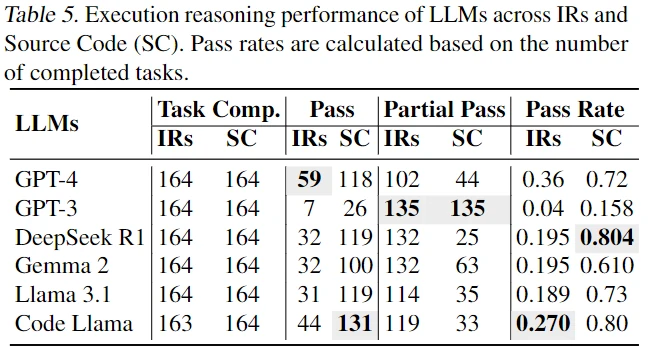 Table 5. Execution reasoning performance of LLMs across IRs and
Source Code (SC). Pass rates are calculated based on the number
of completed tasks.
LLMs Task Comp. Pass Partial Pass Pass Rate
IRs SC IRs SC IRs SC IRs SC
GPT-4 164 164 59 118 102 44 0.36 0.72
GPT-3 164 164 7 26 135 135 0.04 0.158
DeepSeek R1 164 164 32 119 132 25 0.195 0.804
Gemma 2 164 164 32 100 132 63 0.195 0.610
Llama 3.1 164 164 31 119 114 35 0.189 0.73
Code Llama 163 164 44 131 119 33 0.270 0.80